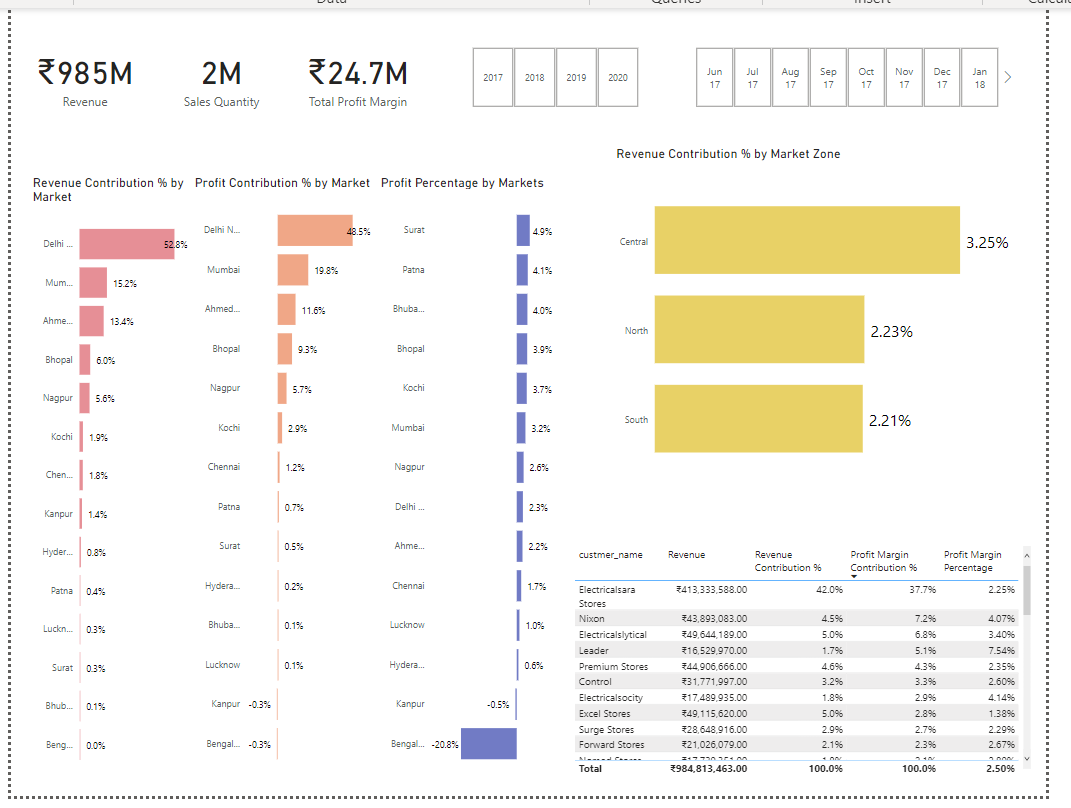 Data
Queries
Insert
₹985M
Revenue
2M
Sales Quantity
₹24.7M
Total Profit Margin
2017
2018
2019
2020
Jun
17
Jul
17
Aug
17
Sep
17
Oct
17
Nov
17
Dec
17
Jan
18
Revenue Contribution % by
Market
Delhi ... 52.8%
Mum... 15.2%
Ahme... 13.4%
Bhopal 6.0%
Nagpur 5.6%
Kochi 1.9%
Chen... 1.8%
Kanpur 1.4%
Hyder... 0.8%
Patna 0.4%
Luckn... 0.3%
Surat 0.3%
Bhub... 0.1%
Beng... 0.0%
Profit Contribution % by Market
Delhi N... 48.5%
Mumbai 19.8%
Ahmed... 11.6%
Bhopal 9.3%
Nagpur 5.7%
Kochi 2.9%
Chennai 1.2%
Patna 0.7%
Surat 0.5%
Hydera... 0.2%
Bhuba... 0.1%
Lucknow 0.1%
Kanpur -0.3%
Bengal... -0.3%
Profit Percentage by Markets
Surat 4.9%
Patna 4.1%
Bhuba... 4.0%
Bhopal 3.9%
Kochi 3.7%
Mumbai 3.2%
Nagpur 2.6%
Delhi ... 2.3%
Ahme... 2.2%
Chennai 1.7%
Lucknow 1.0%
Hydera... 0.6%
Kanpur -0.5%
Bengal... -20.8%
Revenue Contribution % by Market Zone
Central 3.25%
North 2.23%
South 2.21%
custmer_name Revenue Revenue Profit Margin Profit Margin
Contribution % Contribution % Percentage
Electricalsara ₹413,333,588.00 42.0% 37.7% 2.25%
Stores
Nixon ₹43,893,083.00 4.5% 7.2% 4.07%
Electricalslytical ₹49,644,189.00 5.0% 6.8% 3.40%
Leader ₹16,529,970.00 1.7% 5.1% 7.54%
Premium Stores ₹44,906,666.00 4.6% 4.3% 2.35%
Control ₹31,771,997.00 3.2% 3.3% 2.60%
Electricalsocity ₹17,489,935.00 1.8% 2.9% 4.14%
Excel Stores ₹49,115,620.00 5.0% 2.8% 1.38%
Surge Stores ₹28,648,916.00 2.9% 2.7% 2.29%
Forward Stores ₹21,026,079.00 2.1% 2.3% 2.67%
Total ₹984,813,463.00 100.0% 100.0% 2.50%